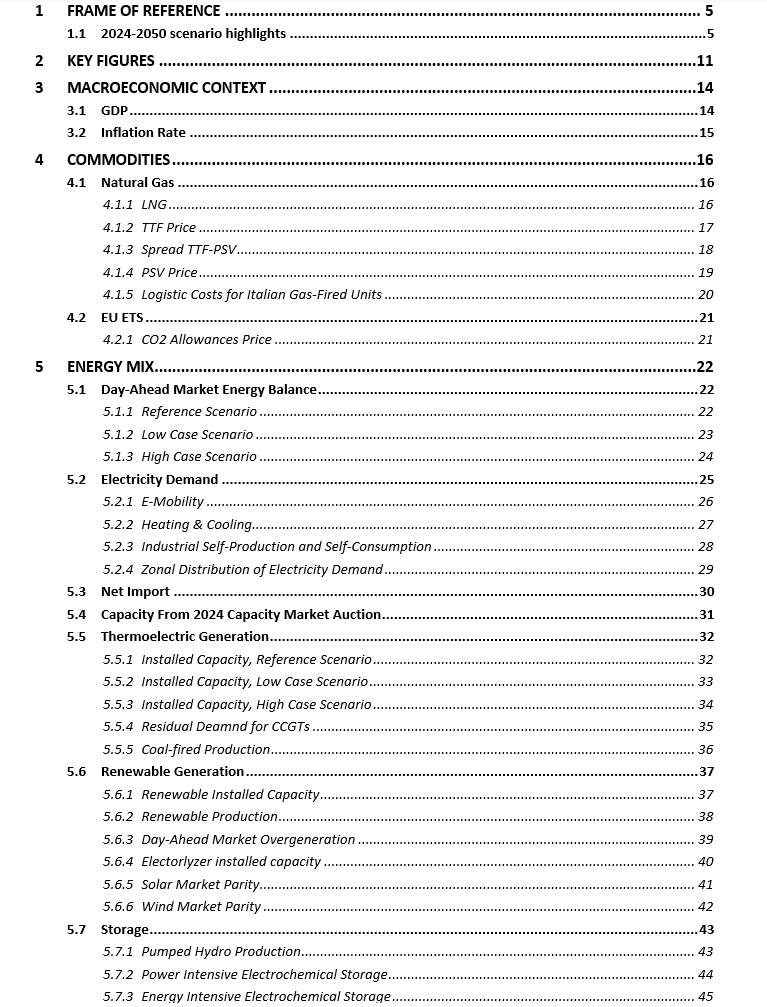 1 FRAME OF REFERENCE ........ 5
1.1 2024-2050 scenario highlights ........ 5
2 KEY FIGURES ........ 11
3 MACROECONOMIC CONTEXT ........ 14
3.1 GDP ........ 14
3.2 Inflation Rate ........ 15
4 COMMODITIES ........ 16
4.1 Natural Gas ........ 16
4.1.1 LNG ........ 16
4.1.2 TTF Price ........ 17
4.1.3 Spread TTF-PSV ........ 18
4.1.4 PSV Price ........ 19
4.1.5 Logistic Costs for Italian Gas-Fired Units ........ 20
4.2 EU ETS ........ 21
4.2.1 CO2 Allowances Price ........ 21
5 ENERGY MIX ........ 22
5.1 Day-Ahead Market Energy Balance ........ 22
5.1.1 Reference Scenario ........ 22
5.1.2 Low Case Scenario ........ 23
5.1.3 High Case Scenario ........ 24
5.2 Electricity Demand ........ 25
5.2.1 E-Mobility ........ 26
5.2.2 Heating & Cooling ........ 27
5.2.3 Industrial Self-Production and Self-Consumption ........ 28
5.2.4 Zonal Distribution of Electricity Demand ........ 29
5.3 Net Import ........ 30
5.4 Capacity From 2024 Capacity Market Auction ........ 31
5.5 Thermoelectric Generation ........ 32
5.5.1 Installed Capacity, Reference Scenario ........ 32
5.5.2 Installed Capacity, Low Case Scenario ........ 33
5.5.3 Installed Capacity, High Case Scenario ........ 34
5.5.4 Residual Deamnd for CCGTs ........ 35
5.5.5 Coal-fired Production ........ 36
5.6 Renewable Generation ........ 37
5.6.1 Renewable Installed Capacity ........ 37
5.6.2 Renewable Production ........ 38
5.6.3 Day-Ahead Market Overgeneration ........ 39
5.6.4 Electorlyzer installed capacity ........ 40
5.6.5 Solar Market Parity ........ 41
5.6.6 Wind Market Parity ........ 42
5.7 Storage ........ 43
5.7.1 Pumped Hydro Production ........ 43
5.7.2 Power Intensive Electrochemical Storage ........ 44
5.7.3 Energy Intensive Electrochemical Storage ........ 45